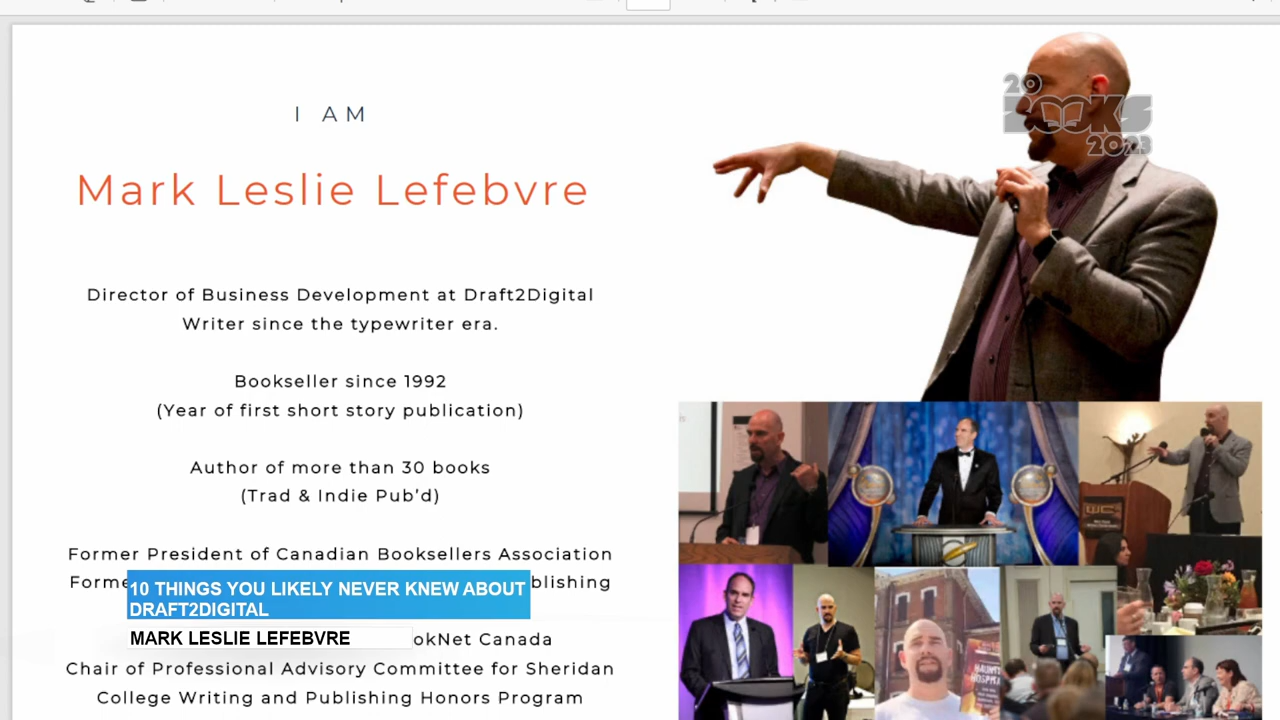 I AM
Mark Leslie Lefebvre
Director of Business Development at Draft2Digital
Writer since the typewriter era.
Bookseller since 1992
(Year of first short story publication)
Author of more than 30 books
(Trad & Indie Pub'd)
Former President of Canadian Booksellers Association
10 THINGS YOU LIKELY NEVER KNEW ABOUT
DRAFT2DIGITAL
MARK LESLIE LEFEBVRE
Canada
Chair of Professional Advisory Committee for Sheridan
College Writing and Publishing Honors Program
20
BOOKS
2023